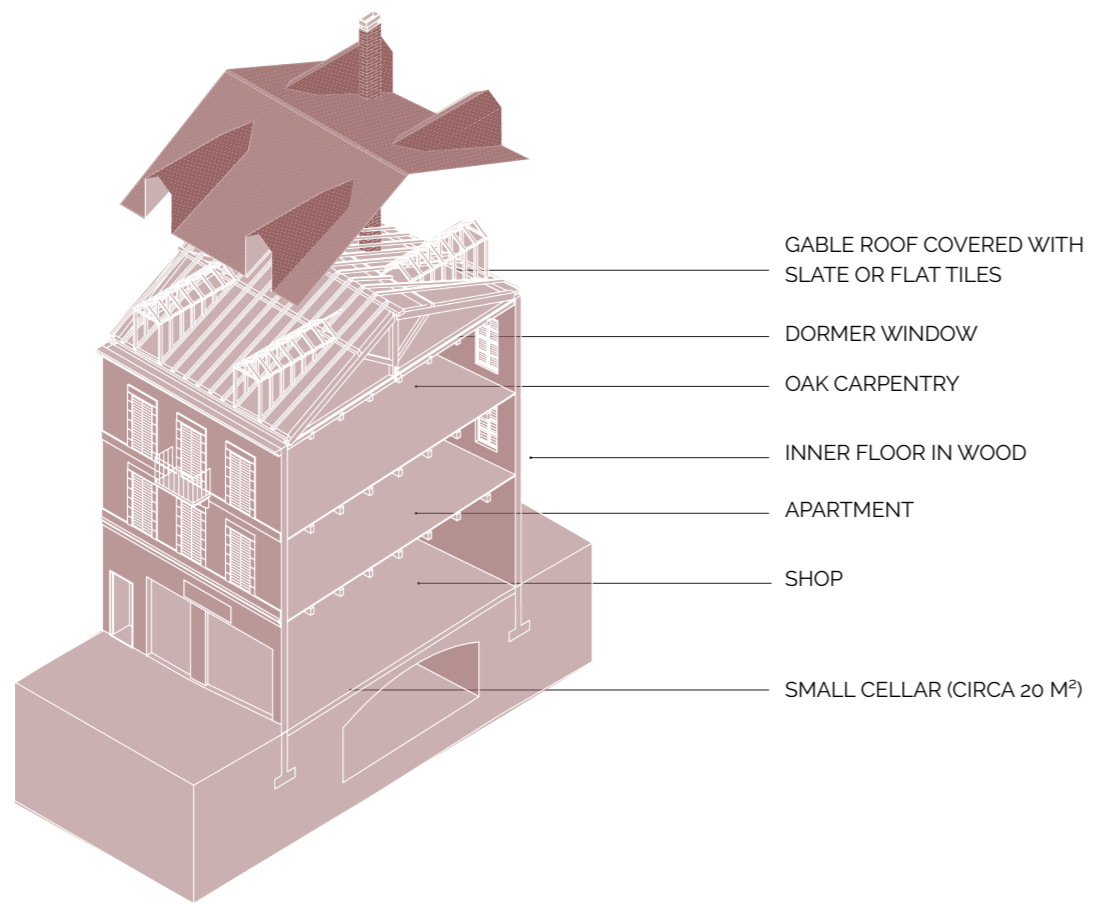 GABLE ROOF COVERED WITH
SLATE OR FLAT TILES
DORMER WINDOW
OAK CARPENTRY
INNER FLOOR IN WOOD
APARTMENT
SHOP
SMALL CELLAR (CIRCA 20 M²)